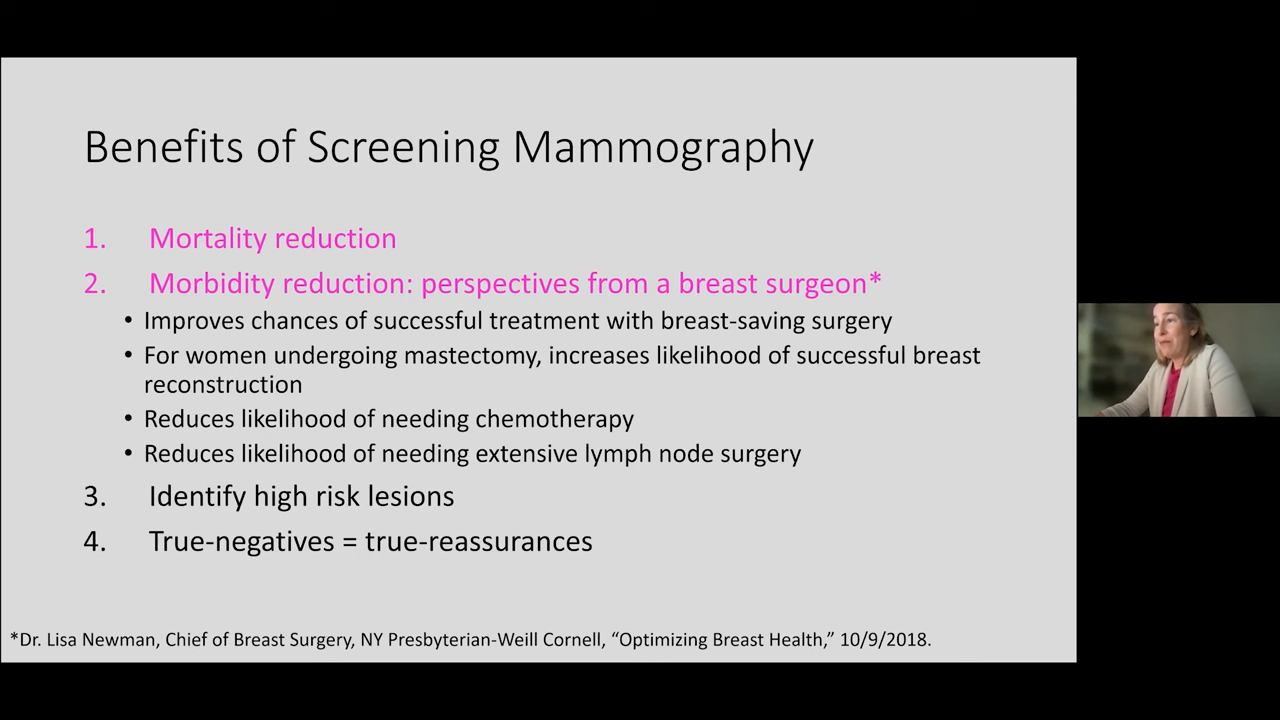 Benefits of Screening Mammography
1. Mortality reduction
2. Morbidity reduction: perspectives from a breast surgeon*
• Improves chances of successful treatment with breast-saving surgery
• For women undergoing mastectomy, increases likelihood of successful breast
reconstruction
• Reduces likelihood of needing chemotherapy
• Reduces likelihood of needing extensive lymph node surgery
3. Identify high risk lesions
4. True-negatives = true-reassurances
*Dr. Lisa Newman, Chief of Breast Surgery, NY Presbyterian-Weill Cornell, “Optimizing Breast Health,” 10/9/2018.